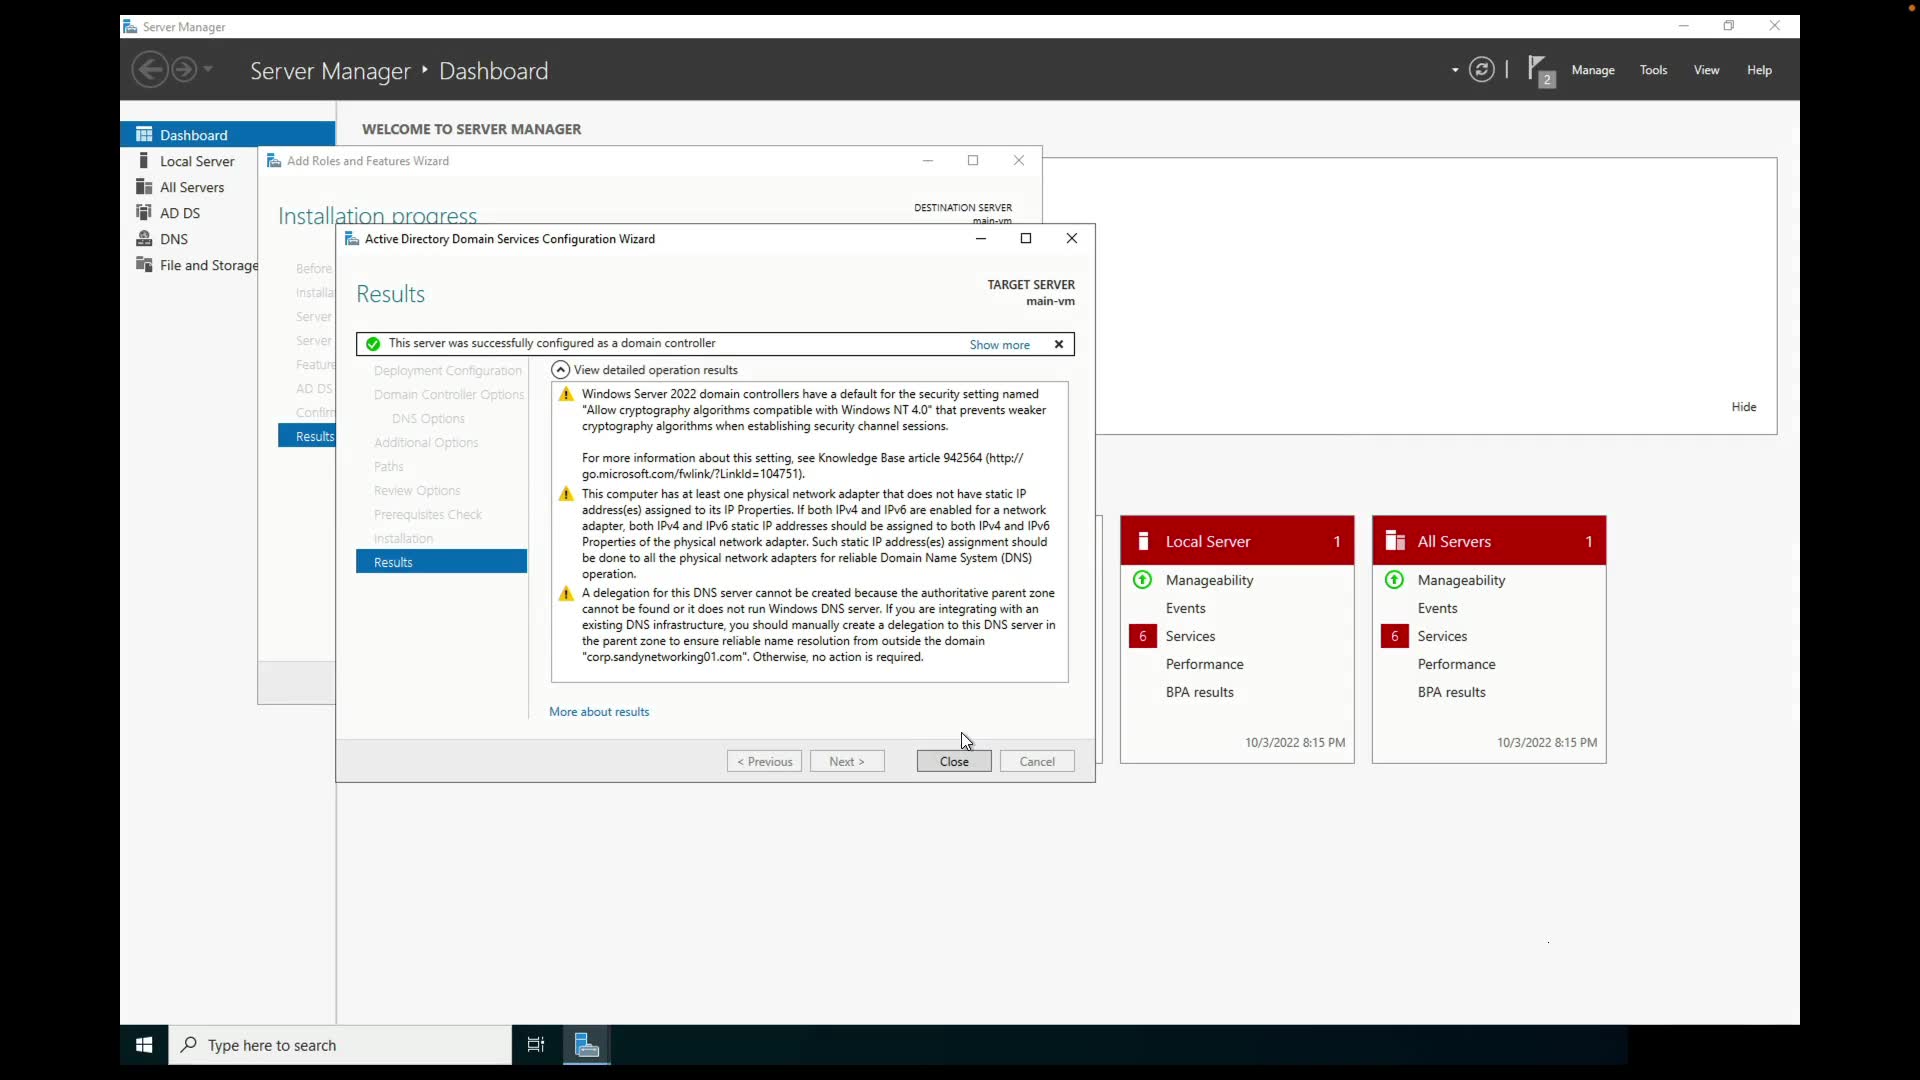 Server Manager
Server Manager ‣ Dashboard
2
Manage
Tools
View
Help
Dashboard
Local Server
All Servers
AD DS
DNS
File and Storage
WELCOME TO SERVER MANAGER
Add Roles and Features Wizard
Installation progress
DESTINATION SERVER
main-vm
Before
Installa
Server
Server
Feature
AD DS
Confirm
Results
Active Directory Domain Services Configuration Wizard
Results
TARGET SERVER
main-vm
This server was successfully configured as a domain controller
Show more
Deployment Configuration
Domain Controller Options
DNS Options
Additional Options
Paths
Review Options
Prerequisites Check
Installation
Results
View detailed operation results
Windows Server 2022 domain controllers have a default for the security setting named
"Allow cryptography algorithms compatible with Windows NT 4.0" that prevents weaker
cryptography algorithms when establishing security channel sessions.
For more information about this setting, see Knowledge Base article 942564 (http://
go.microsoft.com/fwlink/?LinkId=104751).
This computer has at least one physical network adapter that does not have static IP
address(es) assigned to its IP Properties. If both IPv4 and IPv6 are enabled for a network
adapter, both IPv4 and IPv6 static IP addresses should be assigned to both IPv4 and IPv6
Properties of the physical network adapter. Such static IP address(es) assignment should
be done to all the physical network adapters for reliable Domain Name System (DNS)
operation.
A delegation for this DNS server cannot be created because the authoritative parent zone
cannot be found or it does not run Windows DNS server. If you are integrating with an
existing DNS infrastructure, you should manually create a delegation to this DNS server in
the parent zone to ensure reliable name resolution from outside the domain
"corp.sandynetworking01.com". Otherwise, no action is required.
More about results
< Previous
Next >
Close
Cancel
Hide
Local Server 1
Manageability
Events
6 Services
Performance
BPA results
10/3/2022 8:15 PM
All Servers 1
Manageability
Events
6 Services
Performance
BPA results
10/3/2022 8:15 PM
Type here to search